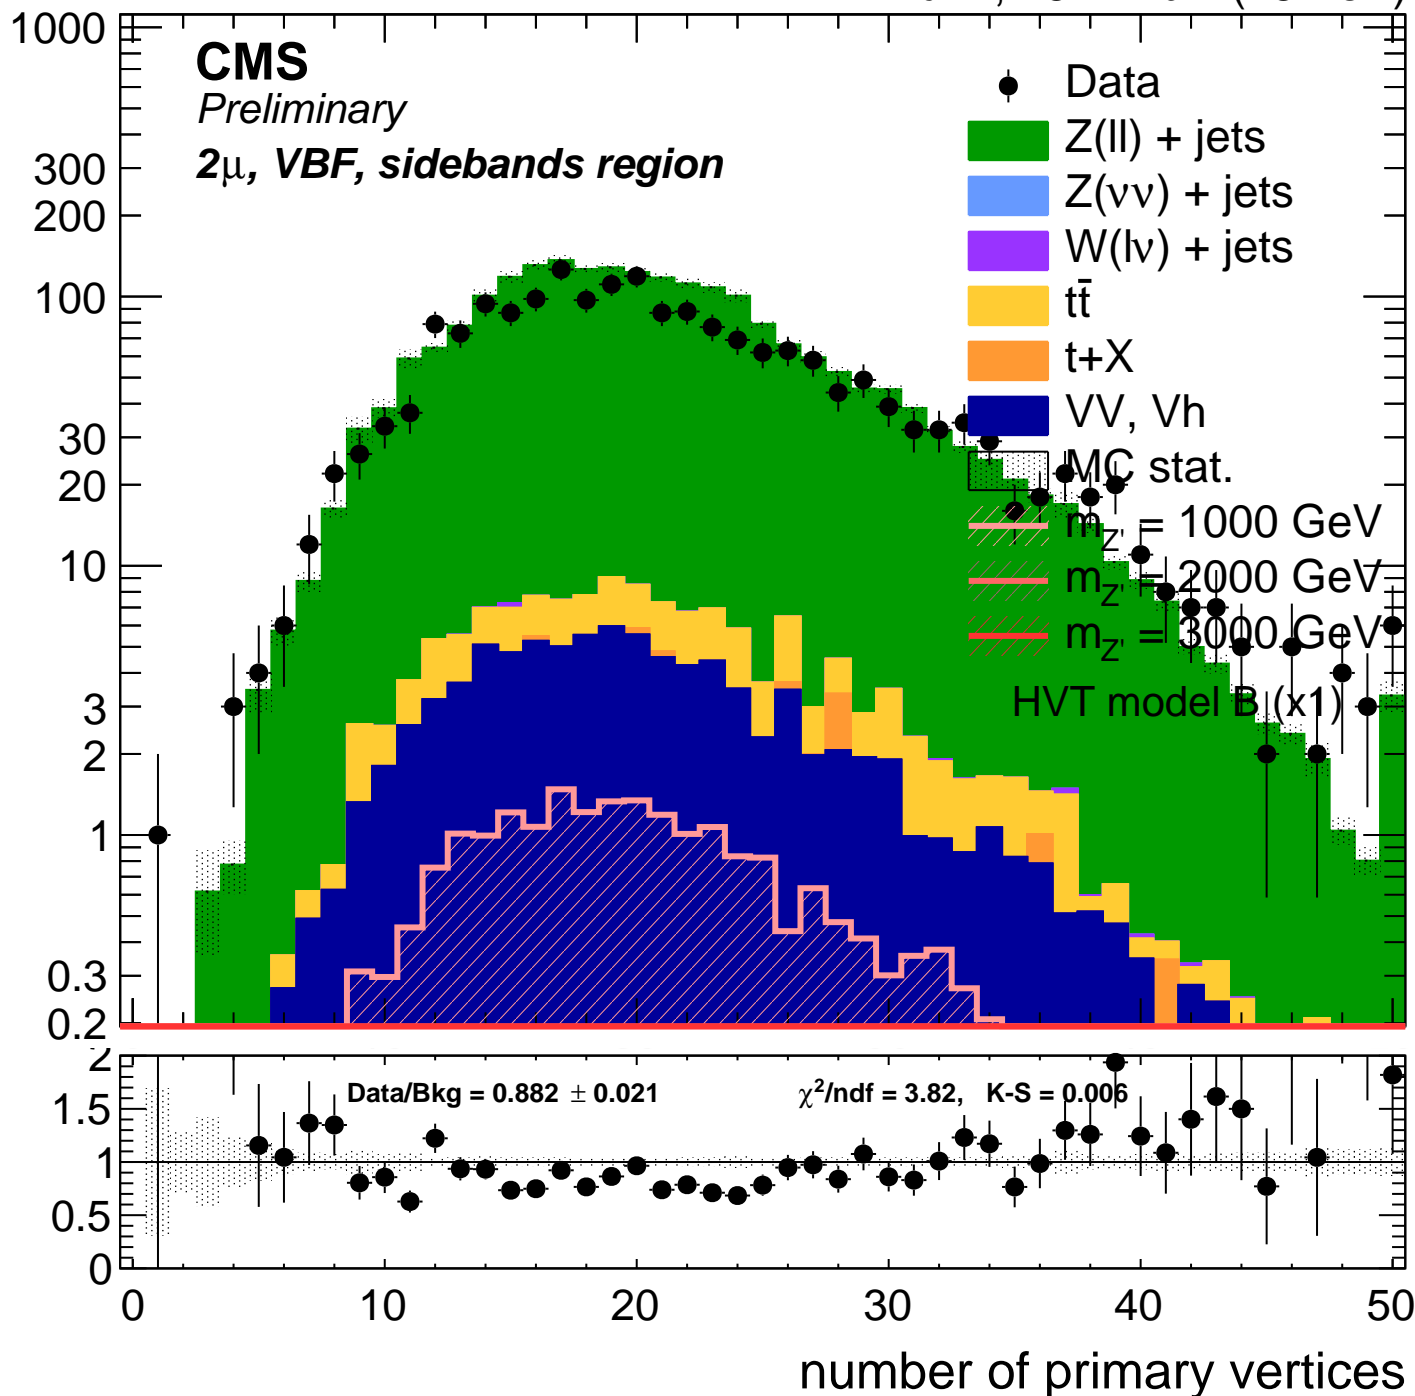 CMS
Preliminary
2μ, VBF, sidebands region
Data
Z(ll) + jets
Z(νν) + jets
W(lν) + jets
tt̄
t+X
VV, Vh
MC stat.
m_Z' = 1000 GeV
m_Z' = 2000 GeV
m_Z' = 3000 GeV
HVT model B (x1)
1000
300
200
100
30
20
10
3
2
1
0.3
0.2
Data/Bkg = 0.882 ± 0.021
χ²/ndf = 3.82, K-S = 0.006
2
1.5
1
0.5
0
0 10 20 30 40 50
number of primary vertices